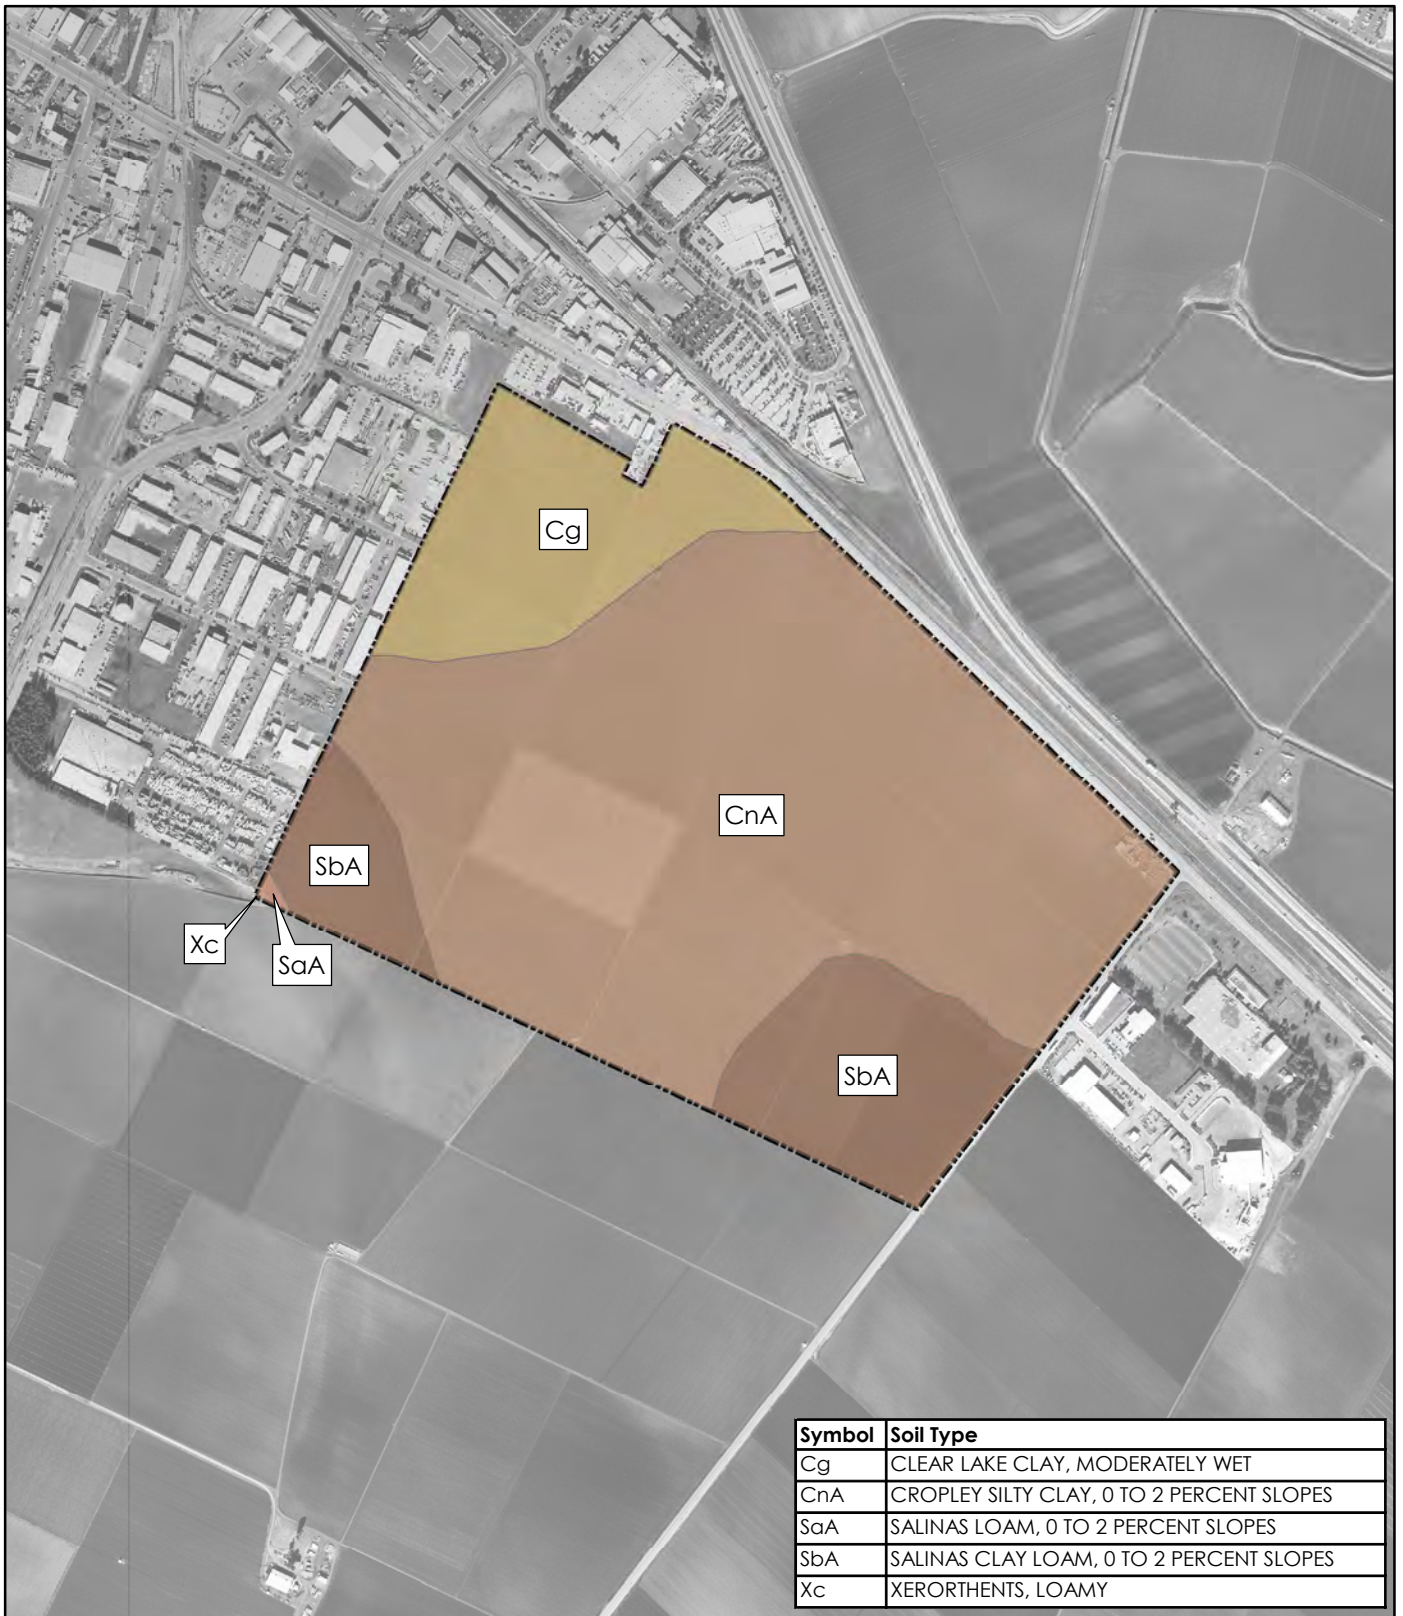 Cg
CnA
SbA
Xc
SaA
SbA
Symbol Soil Type
Cg CLEAR LAKE CLAY, MODERATELY WET
CnA CROPLEY SILTY CLAY, 0 TO 2 PERCENT SLOPES
SaA SALINAS LOAM, 0 TO 2 PERCENT SLOPES
SbA SALINAS CLAY LOAM, 0 TO 2 PERCENT SLOPES
Xc XERORTHENTS, LOAMY